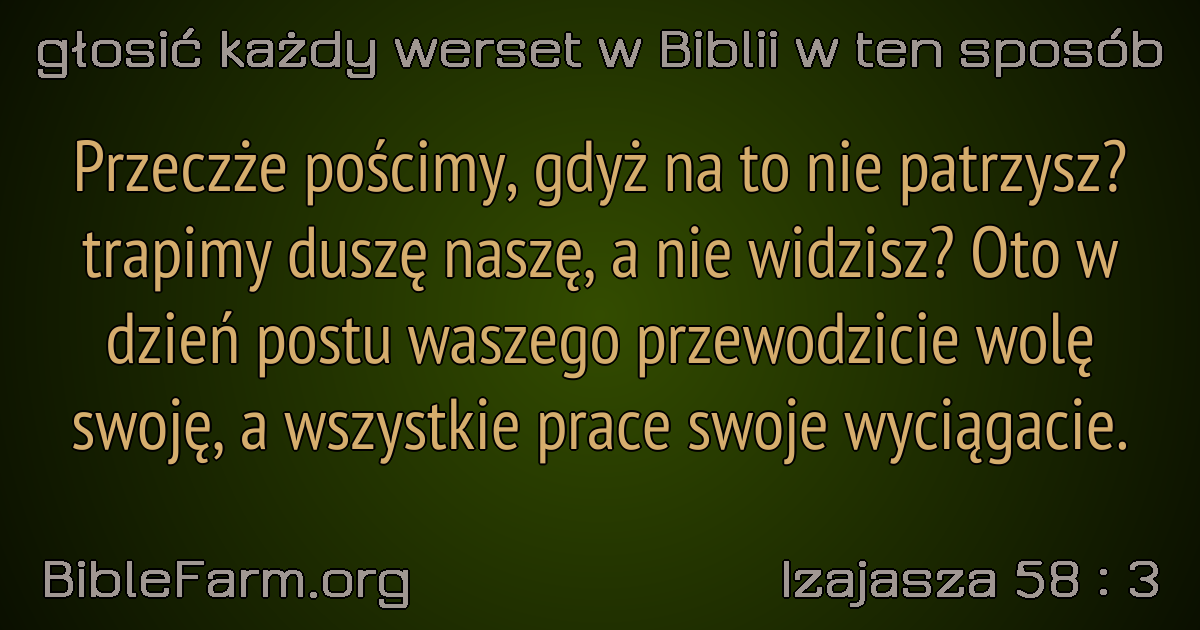 głosić każdy werset w Biblii w ten sposób
Przeczże pościmy, gdyż na to nie patrzysz?
trapimy duszę naszę, a nie widzisz? Oto w
dzień postu waszego przewodzicie wolę
swoję, a wszystkie prace swoje wyciągacie.
BibleFarm.org
Izajasza 58 : 3